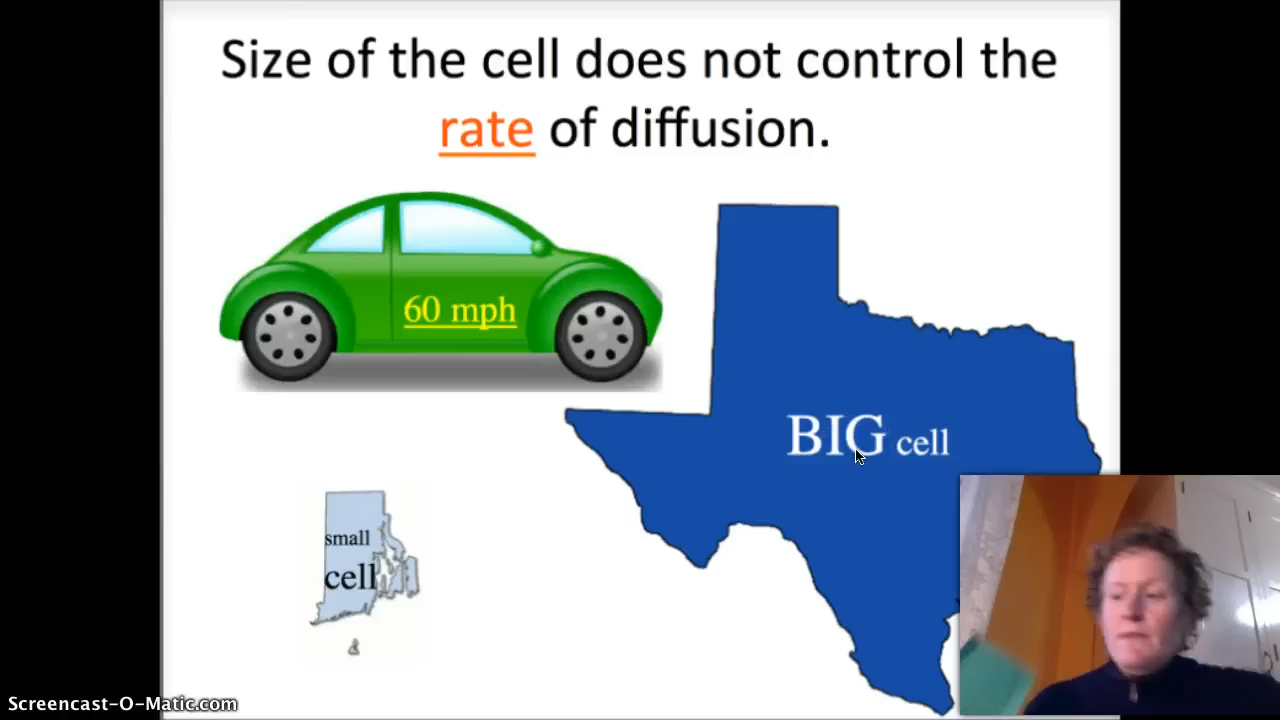 Size of the cell does not control the
rate of diffusion.
60 mph
BIG cell
small
cell
Screencast-O-Matic.com